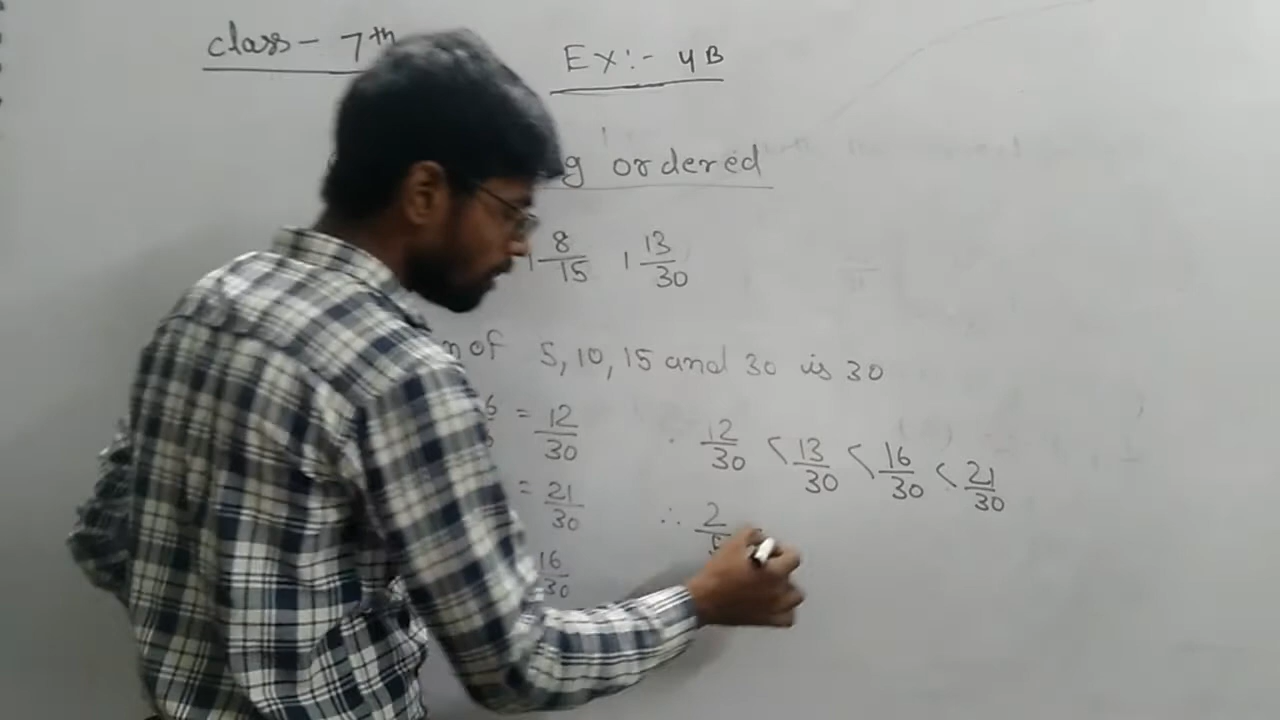 class - 7th
Ex:- 4B
ordered
8/15 , 13/30
of 5, 10, 15 and 30 is 30
= 12/30
= 21/30
16/30
12/30 < 13/30 < 16/30 < 21/30
∴ 2/5